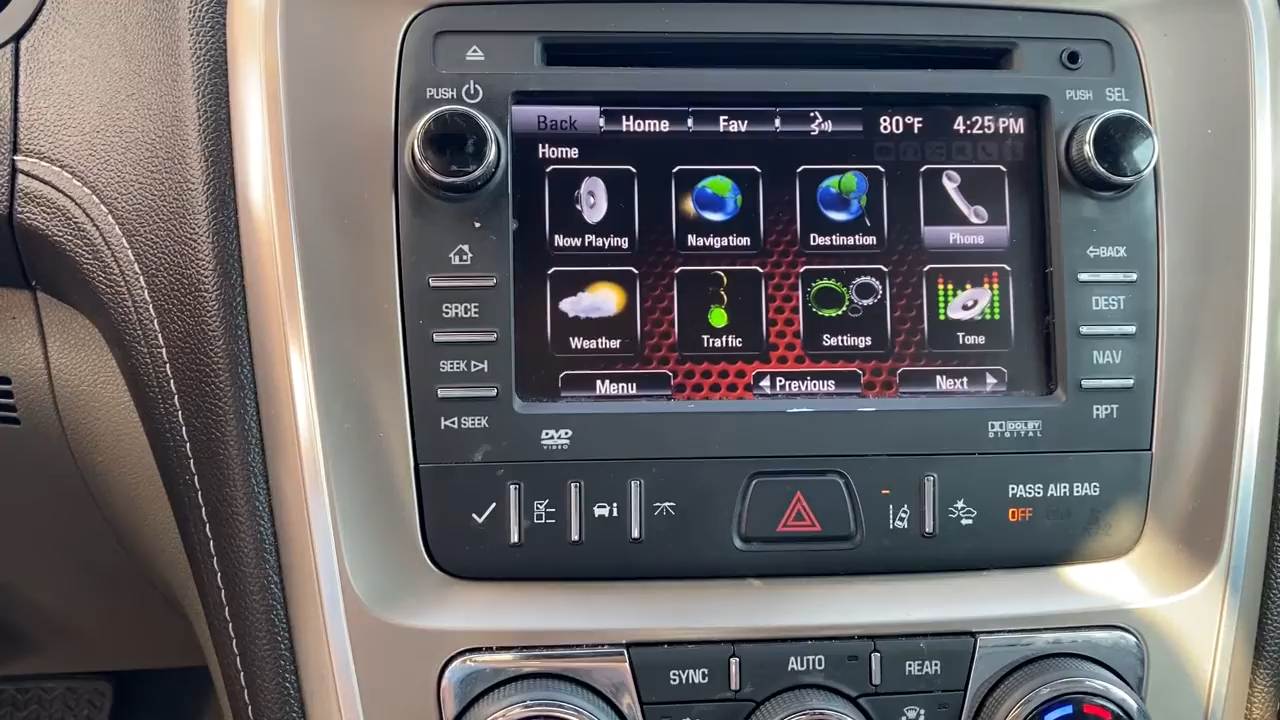 PUSH
PUSH SEL
Back Home Fav 80°F 4:25 PM
Home
Now Playing Navigation Destination Phone
Weather Traffic Settings Tone
Menu Previous Next
SRCE
SEEK
SEEK
BACK
DEST
NAV
RPT
DVD
VIDEO
DOLBY
DIGITAL
PASS AIR BAG
OFF
SYNC AUTO REAR